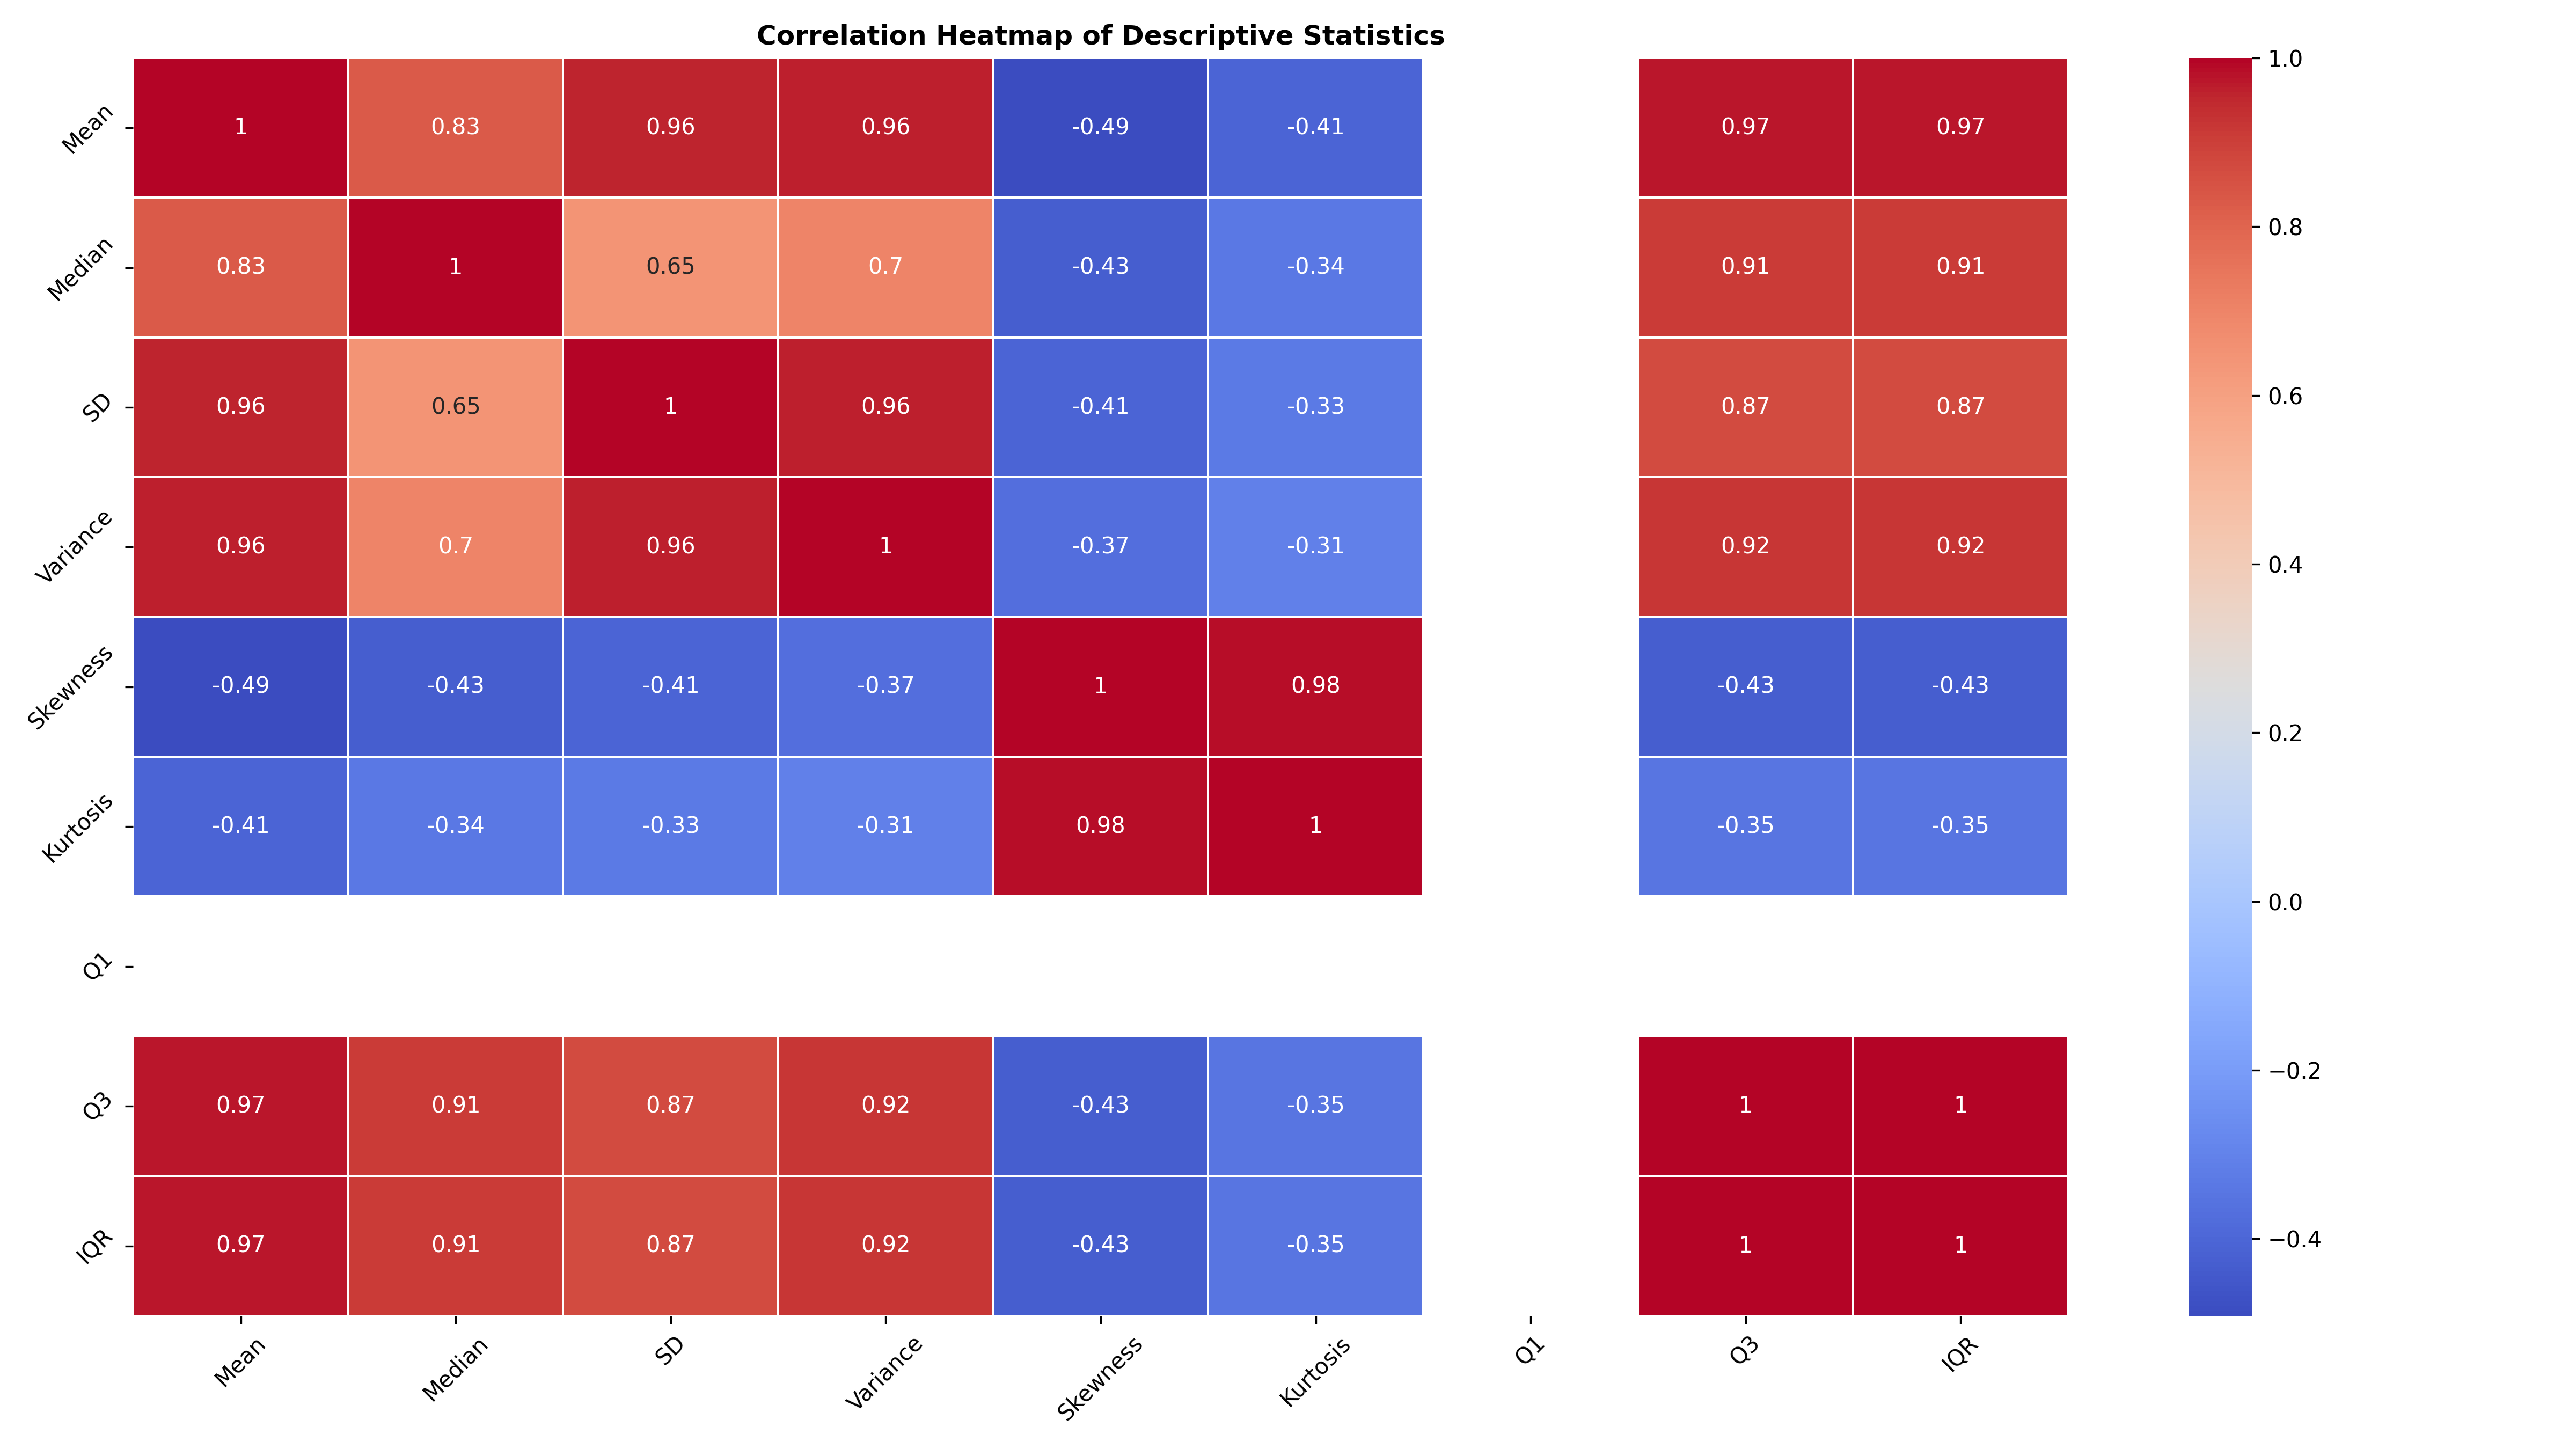 Correlation Heatmap of Descriptive Statistics
Mean 1 0.83 0.96 0.96 -0.49 -0.41 0.97 0.97
Median 0.83 1 0.65 0.7 -0.43 -0.34 0.91 0.91
SD 0.96 0.65 1 0.96 -0.41 -0.33 0.87 0.87
Variance 0.96 0.7 0.96 1 -0.37 -0.31 0.92 0.92
Skewness -0.49 -0.43 -0.41 -0.37 1 0.98 -0.43 -0.43
Kurtosis -0.41 -0.34 -0.33 -0.31 0.98 1 -0.35 -0.35
Q1
Q3 0.97 0.91 0.87 0.92 -0.43 -0.35 1 1
IQR 0.97 0.91 0.87 0.92 -0.43 -0.35 1 1
Mean Median SD Variance Skewness Kurtosis Q1 Q3 IQR
1.0
0.8
0.6
0.4
0.2
0.0
−0.2
−0.4